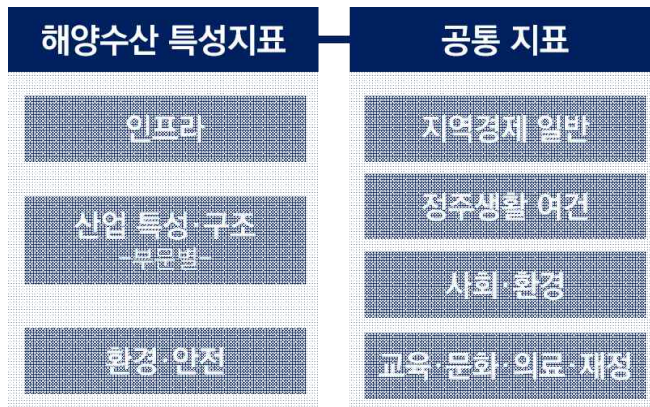 해양수산 특성지표
인프라
산업 특성·구조
-부문별-
환경·안전
공통 지표
지역경제 일반
정주생활 여건
사회·환경
교육·문화·의료·재정